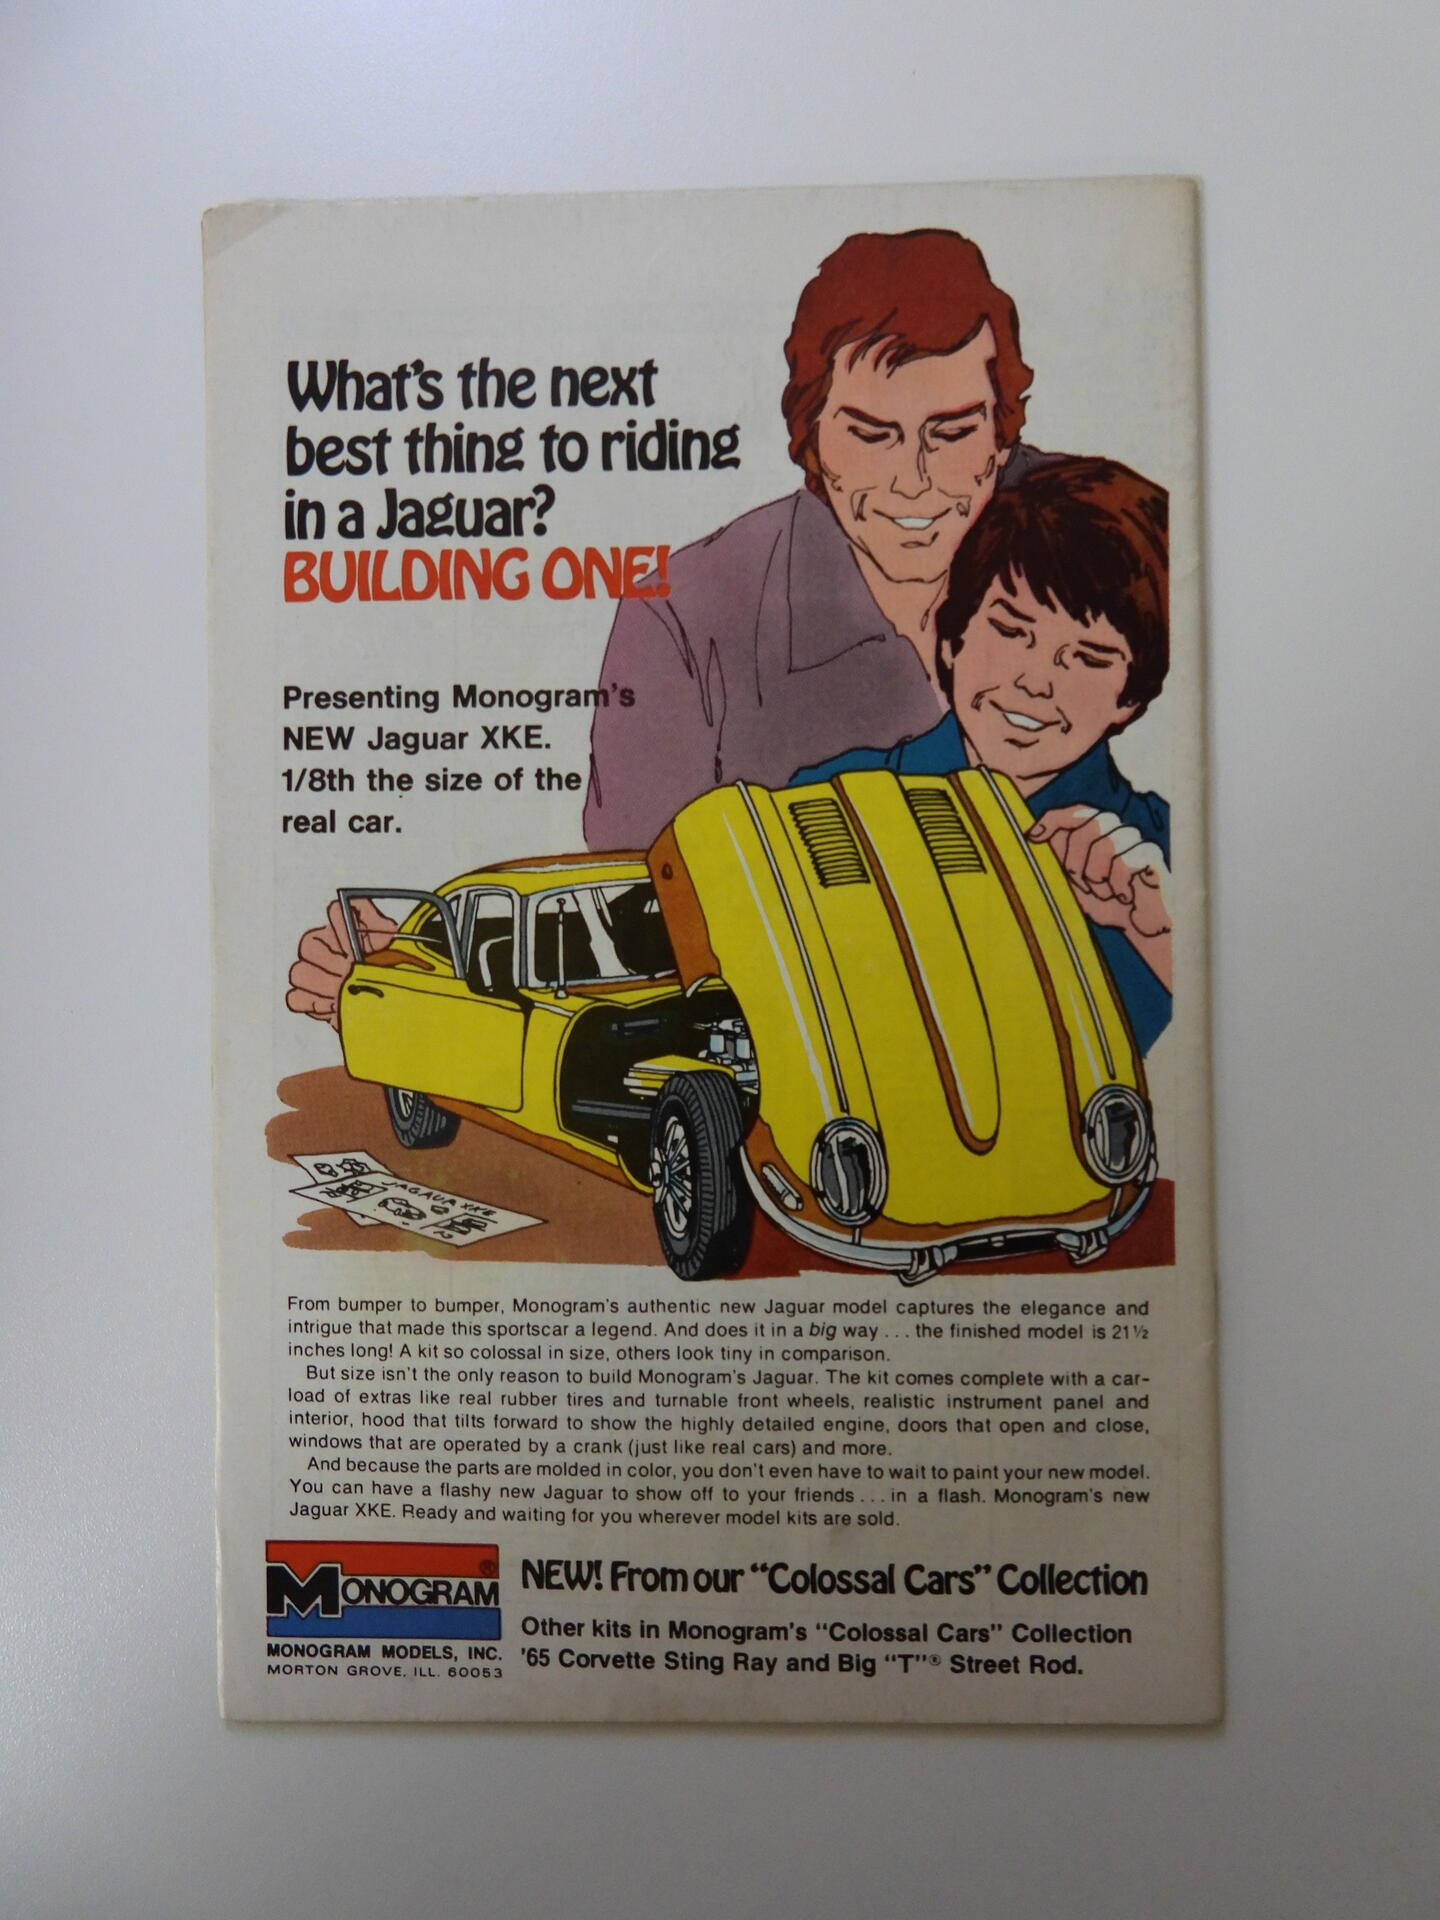 What's the next
best thing to riding
in a Jaguar?
BUILDING ONE!
Presenting Monogram's
NEW Jaguar XKE.
1/8th the size of the
real car.
JAGAUR XKE
From bumper to bumper, Monogram's authentic new Jaguar model captures the elegance and
intrigue that made this sportscar a legend. And does it in a big way . . . the finished model is 21½
inches long! A kit so colossal in size, others look tiny in comparison.
But size isn't the only reason to build Monogram's Jaguar. The kit comes complete with a car-
load of extras like real rubber tires and turnable front wheels, realistic instrument panel and
interior, hood that tilts forward to show the highly detailed engine, doors that open and close,
windows that are operated by a crank (just like real cars) and more.
And because the parts are molded in color, you don't even have to wait to paint your new model.
You can have a flashy new Jaguar to show off to your friends . . . in a flash. Monogram's new
Jaguar XKE. Ready and waiting for you wherever model kits are sold.
MONOGRAM ®
MONOGRAM MODELS, INC.
MORTON GROVE, ILL. 60053
NEW! From our "Colossal Cars" Collection
Other kits in Monogram's "Colossal Cars" Collection
'65 Corvette Sting Ray and Big "T"® Street Rod.